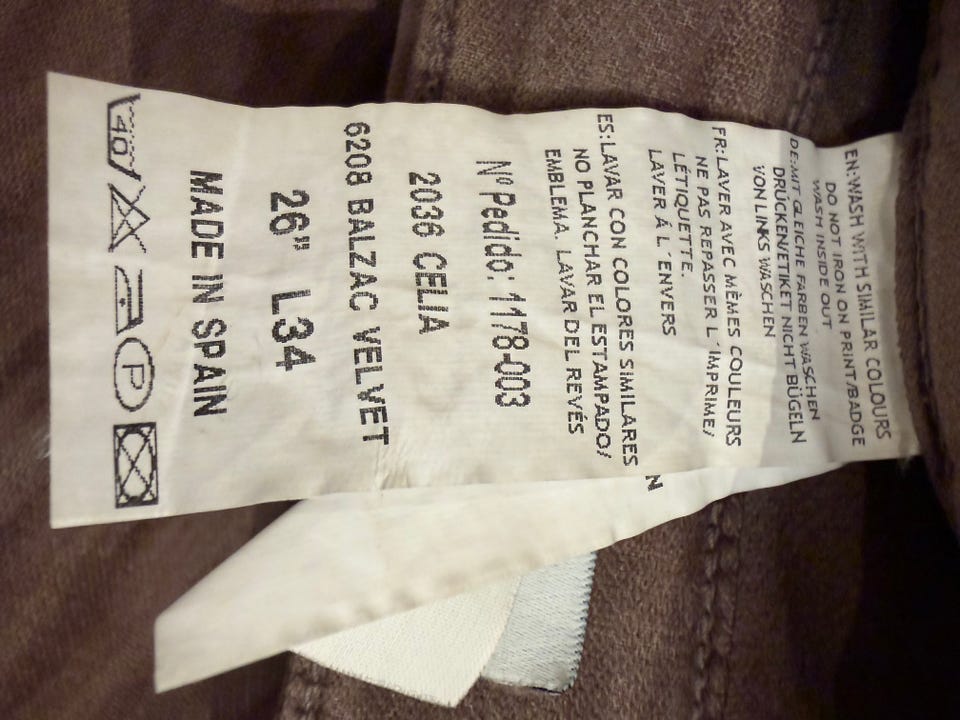 EN:WASH WITH SIMILAR COLOURS
DO NOT IRON ON PRINT/BADGE
WASH INSIDE OUT
DE:MIT GLEICHE FARBEN WASCHEN
DRÜCKEN/ETIKET NICHT BÜGELN
VON LINKS WASCHEN
FR:LAVER AVEC MÈMES COULEURS
NE PAS REPASSER L´IMPRIME/
LÉTIQUETTE.
LAVER Á L´ENVERS
ES:LAVAR CON COLORES SIMILARES
NO PLANCHAR EL ESTAMPADO/
EMBLEMA. LAVAR DEL REVÉS
Nº Pedido: 1178-003
2036 CELIA
6208 BALZAC VELVET
26" L34
MADE IN SPAIN
40 P
N